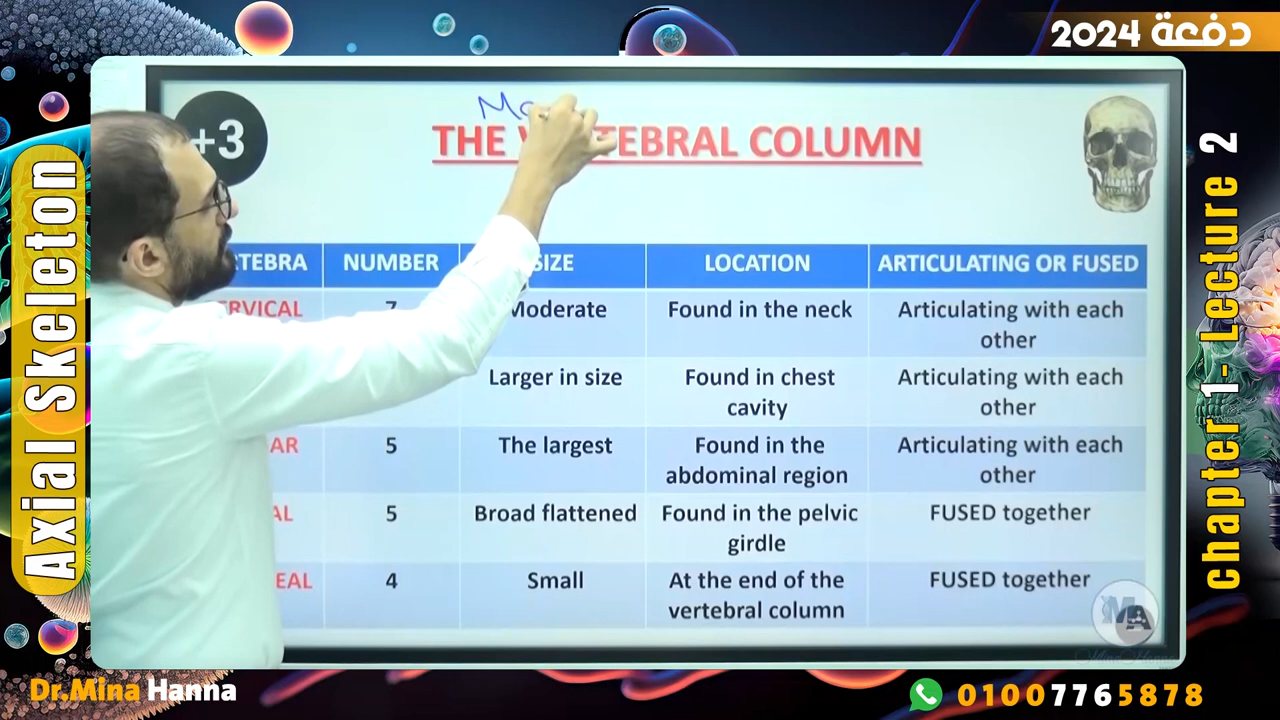 دفعة 2024
Axial Skeleton
chapter 1- Lecture 2
+3
THE TEBRAL COLUMN
TEBRA NUMBER SIZE LOCATION ARTICULATING OR FUSED
RVICAL 7 Moderate Found in the neck Articulating with each
other
Larger in size Found in chest Articulating with each
cavity other
AR 5 The largest Found in the Articulating with each
abdominal region other
AL 5 Broad flattened Found in the pelvic FUSED together
girdle
EAL 4 Small At the end of the FUSED together
vertebral column
MA
Dr.Mina Hanna
01007765878